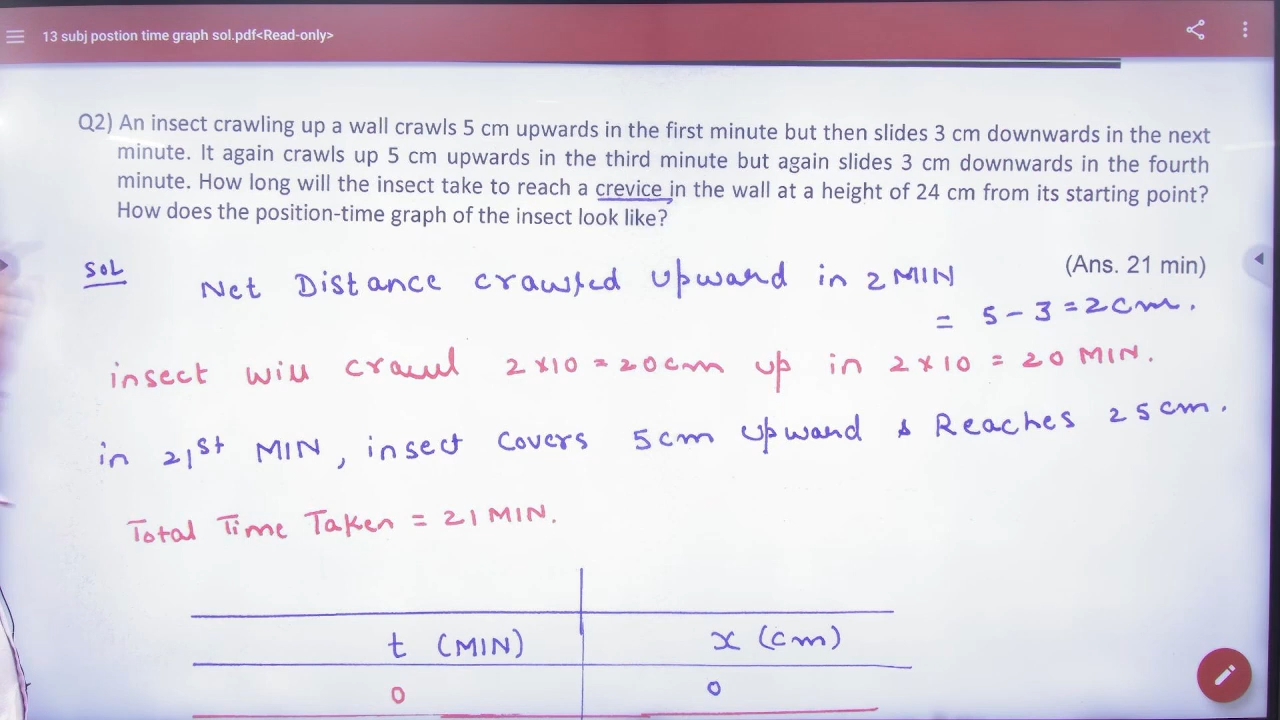 13 subj postion time graph sol.pdf<Read-only>
Q2) An insect crawling up a wall crawls 5 cm upwards in the first minute but then slides 3 cm downwards in the next
minute. It again crawls up 5 cm upwards in the third minute but again slides 3 cm downwards in the fourth
minute. How long will the insect take to reach a crevice in the wall at a height of 24 cm from its starting point?
How does the position-time graph of the insect look like?
(Ans. 21 min)
SOL Net Distance crawled upward in 2 MIN
= 5 - 3 = 2 cm.
insect will crawl 2 x 10 = 20 cm up in 2 x 10 = 20 MIN.
in 21st MIN, insect covers 5 cm upward & Reaches 25 cm.
Total Time Taken = 21 MIN.
t (MIN) x (cm)
0 0